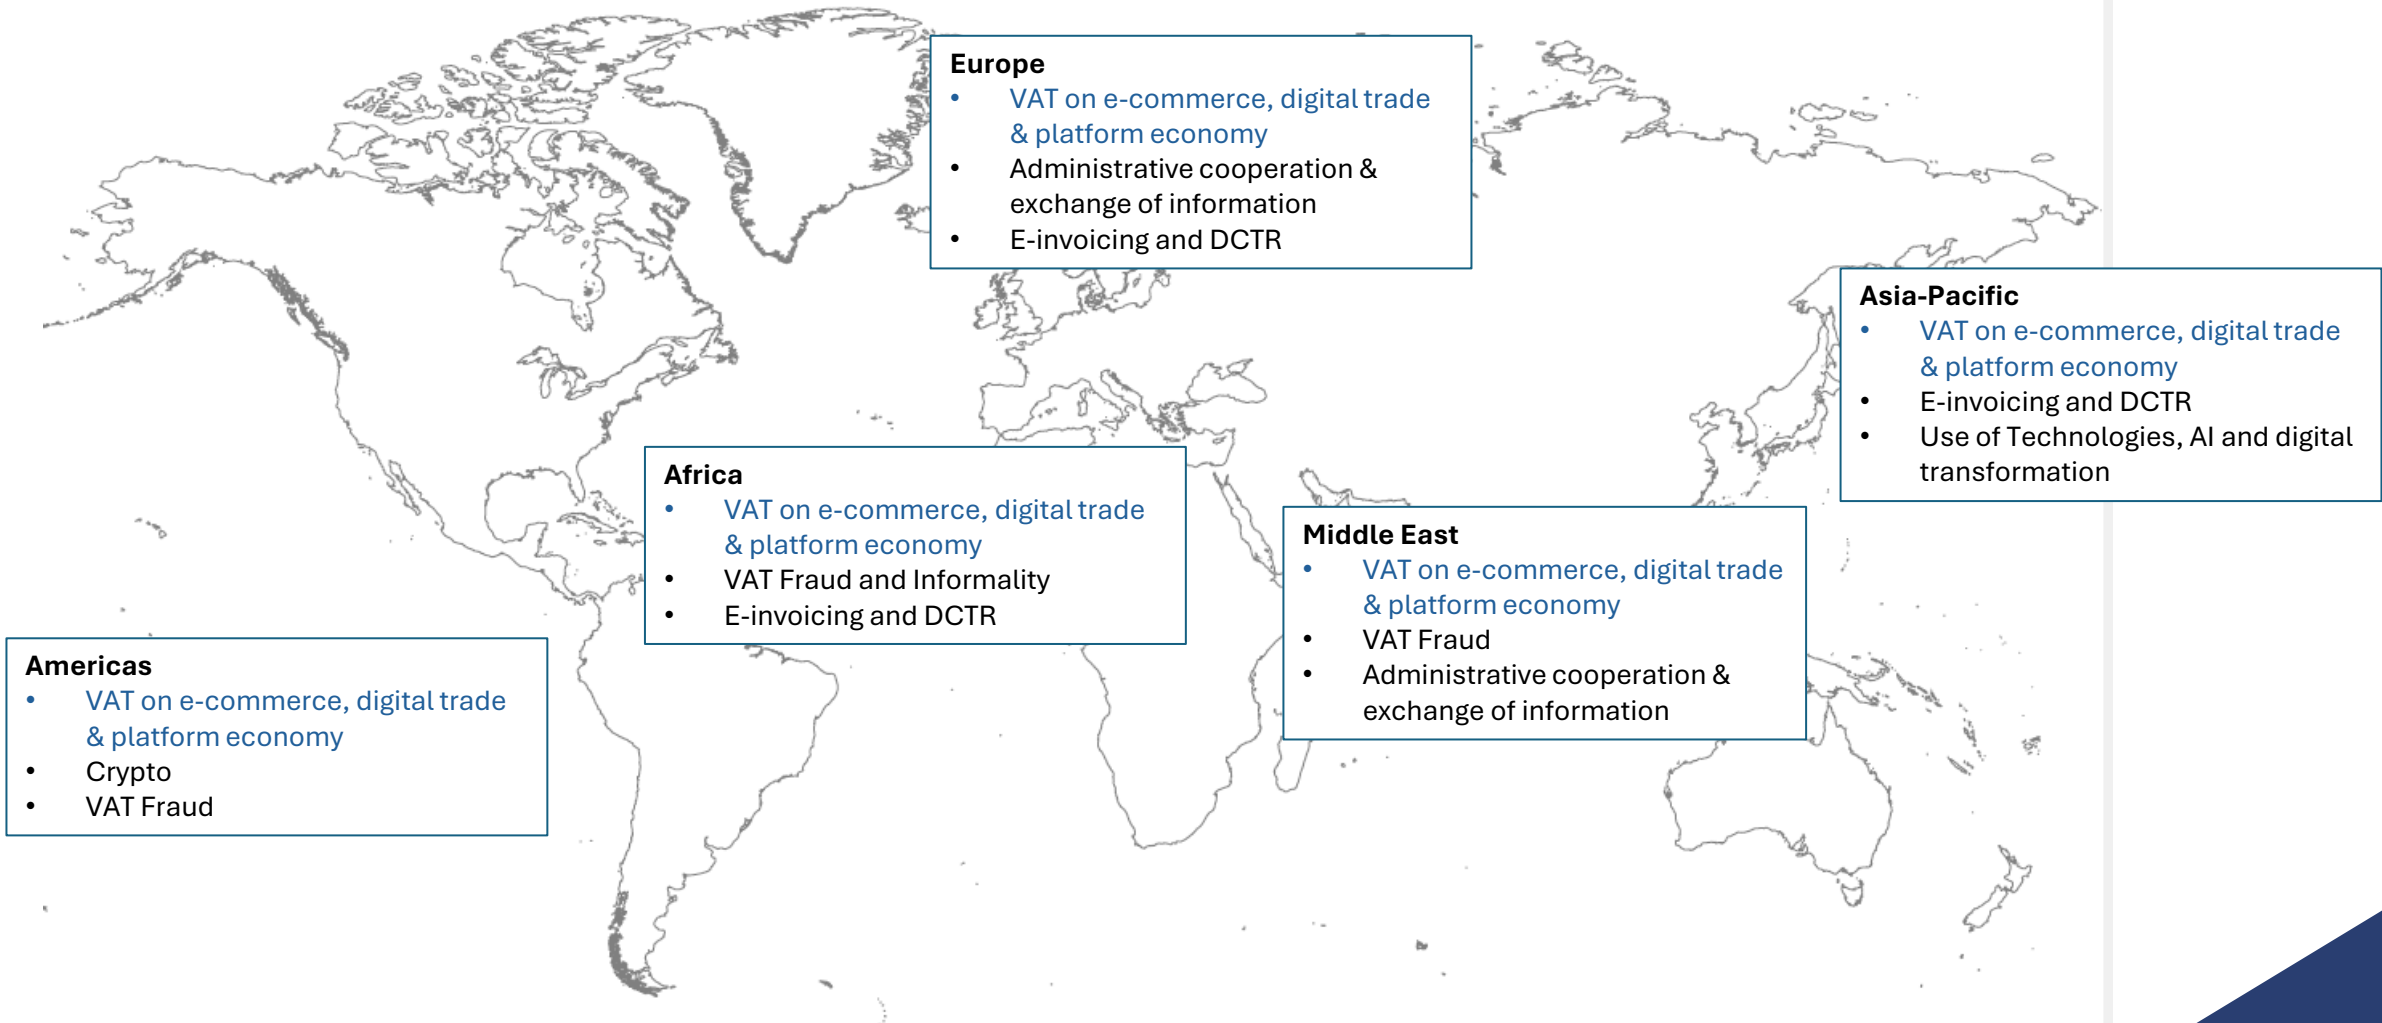 Europe
• VAT on e-commerce, digital trade
& platform economy
• Administrative cooperation &
exchange of information
• E-invoicing and DCTR
Asia-Pacific
• VAT on e-commerce, digital trade
& platform economy
• E-invoicing and DCTR
• Use of Technologies, AI and digital
transformation
Africa
• VAT on e-commerce, digital trade
& platform economy
• VAT Fraud and Informality
• E-invoicing and DCTR
Middle East
• VAT on e-commerce, digital trade
& platform economy
• VAT Fraud
• Administrative cooperation &
exchange of information
Americas
• VAT on e-commerce, digital trade
& platform economy
• Crypto
• VAT Fraud